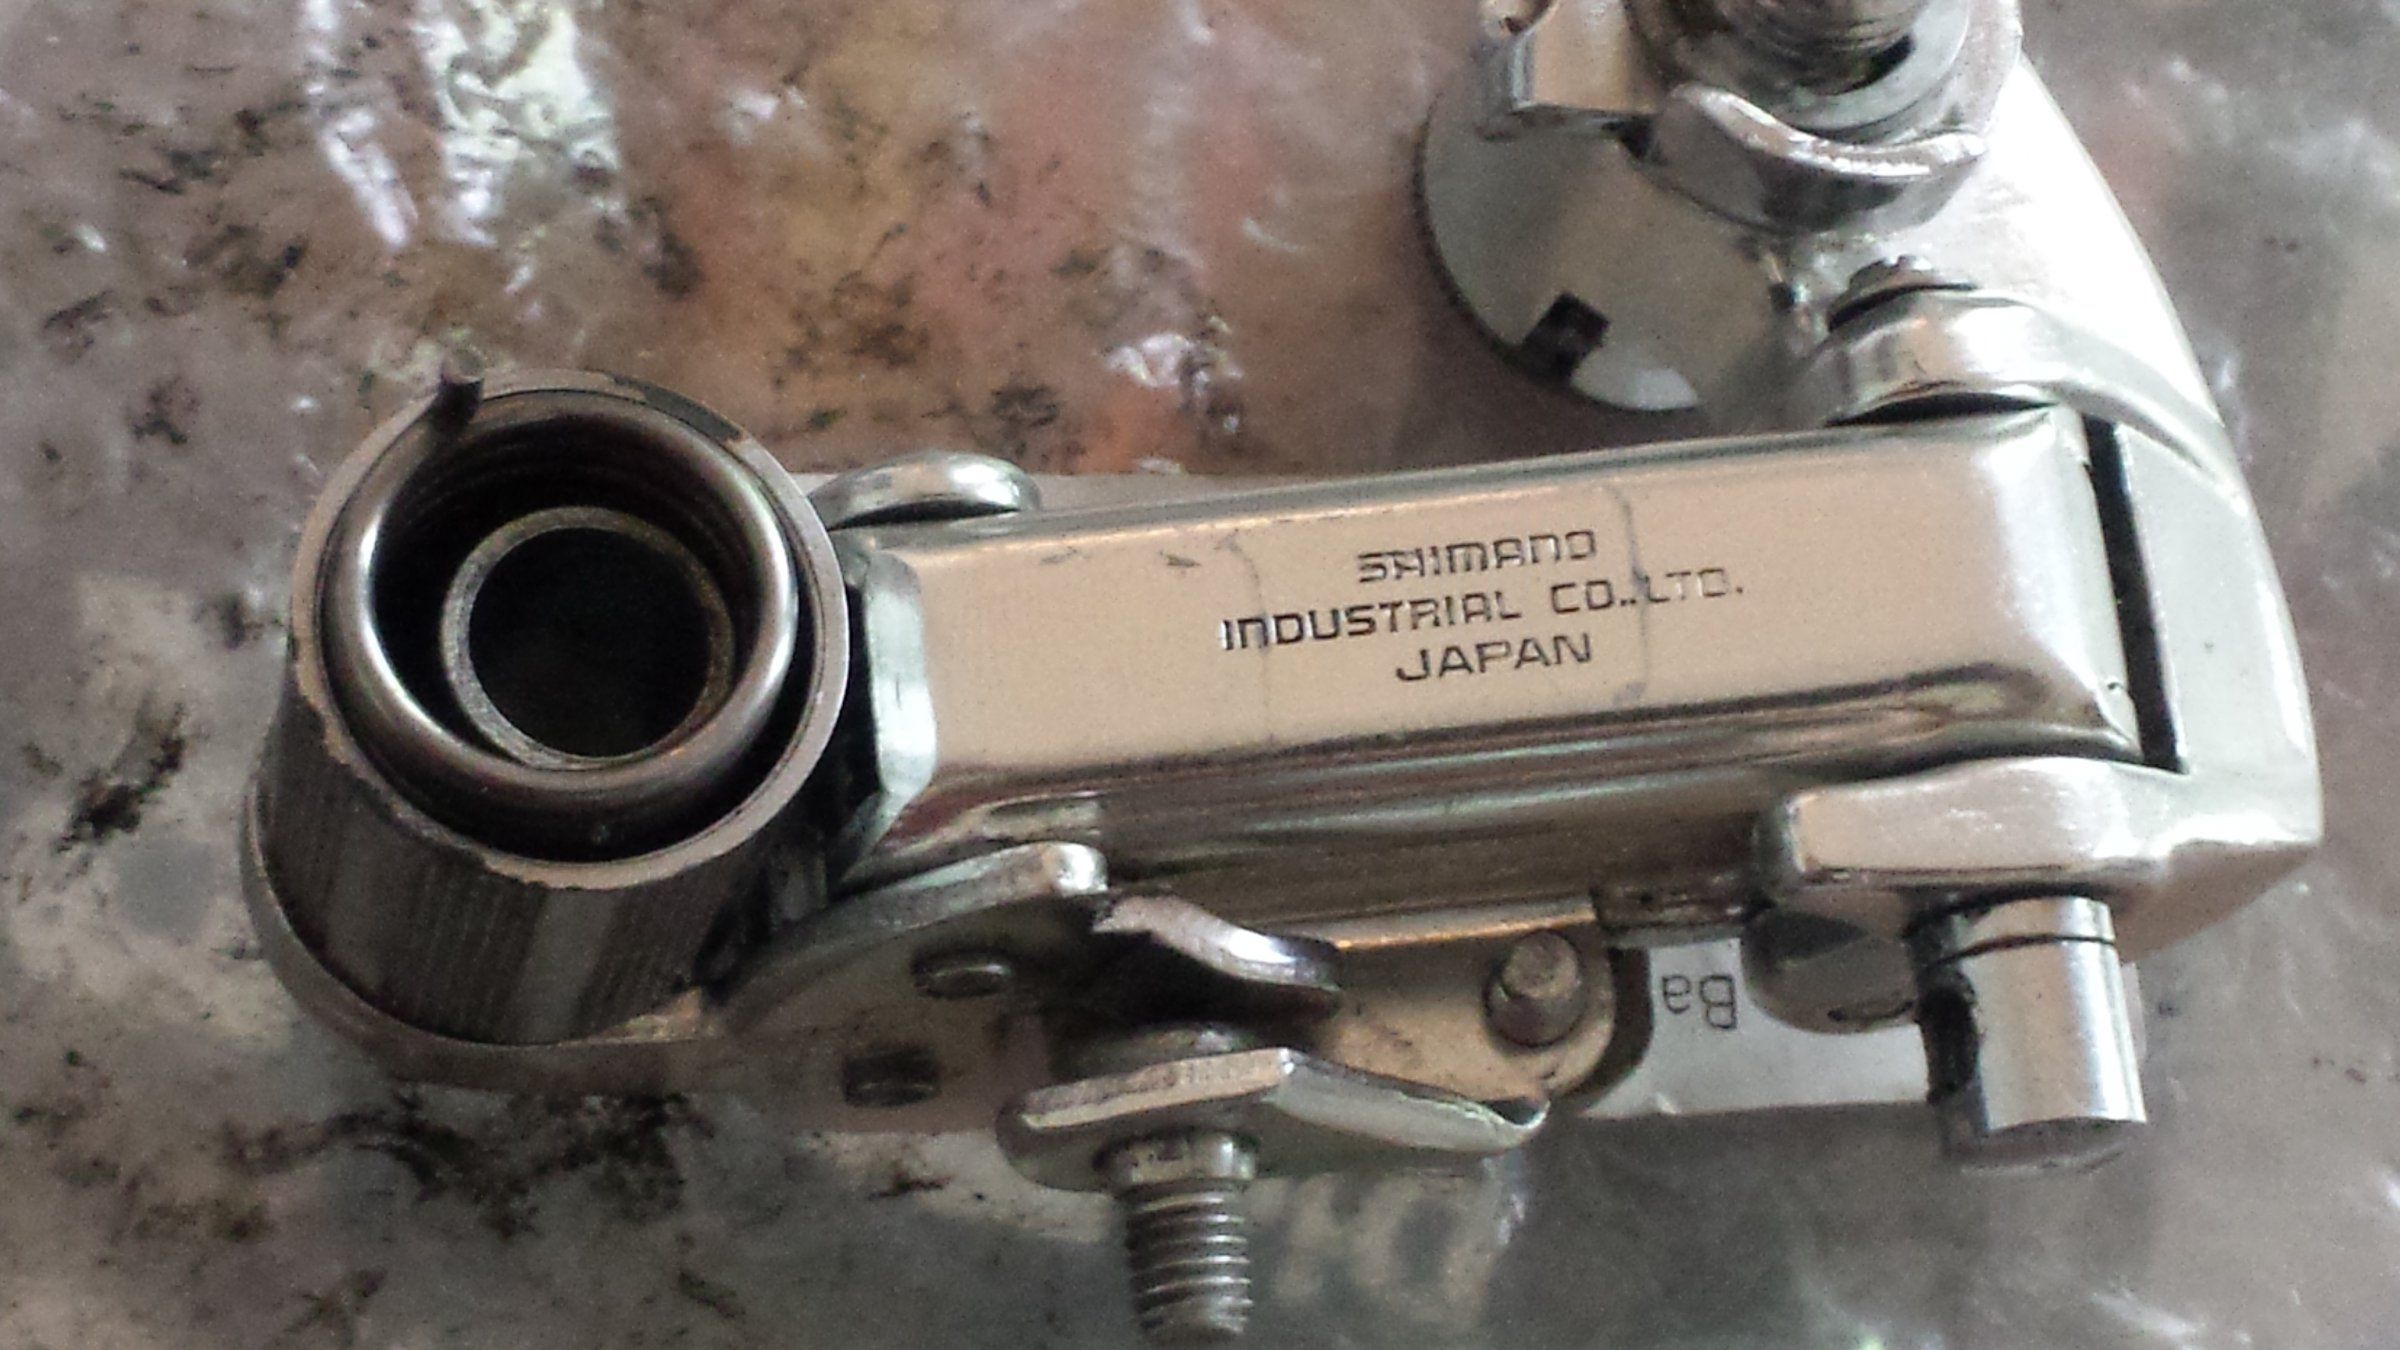 SHIMANO
INDUSTRIAL CO.,LTD.
JAPAN
Ba